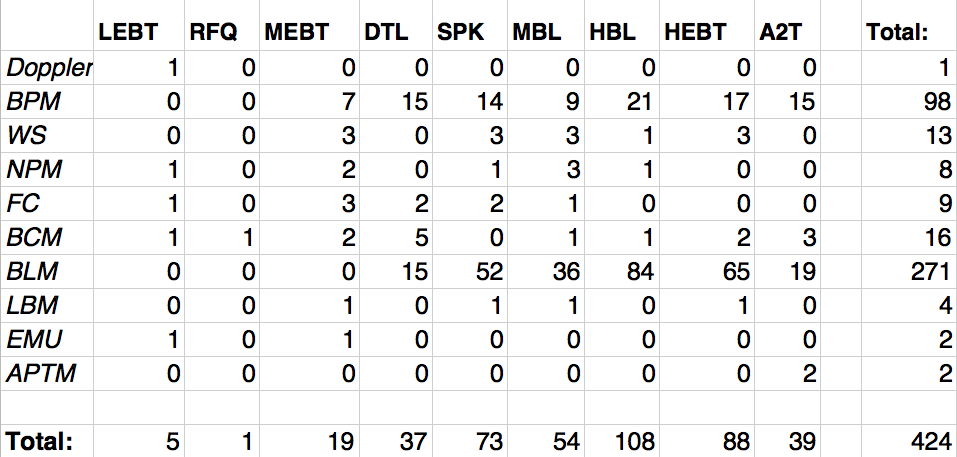 LEBT RFQ MEBT DTL SPK MBL HBL HEBT A2T Total:
Doppler 1 0 0 0 0 0 0 0 0 1
BPM 0 0 7 15 14 9 21 17 15 98
WS 0 0 3 0 3 3 1 3 0 13
NPM 1 0 2 0 1 3 1 0 0 8
FC 1 0 3 2 2 1 0 0 0 9
BCM 1 1 2 5 0 1 1 2 3 16
BLM 0 0 0 15 52 36 84 65 19 271
LBM 0 0 1 0 1 1 0 1 0 4
EMU 1 0 1 0 0 0 0 0 0 2
APTM 0 0 0 0 0 0 0 0 2 2
Total: 5 1 19 37 73 54 108 88 39 424